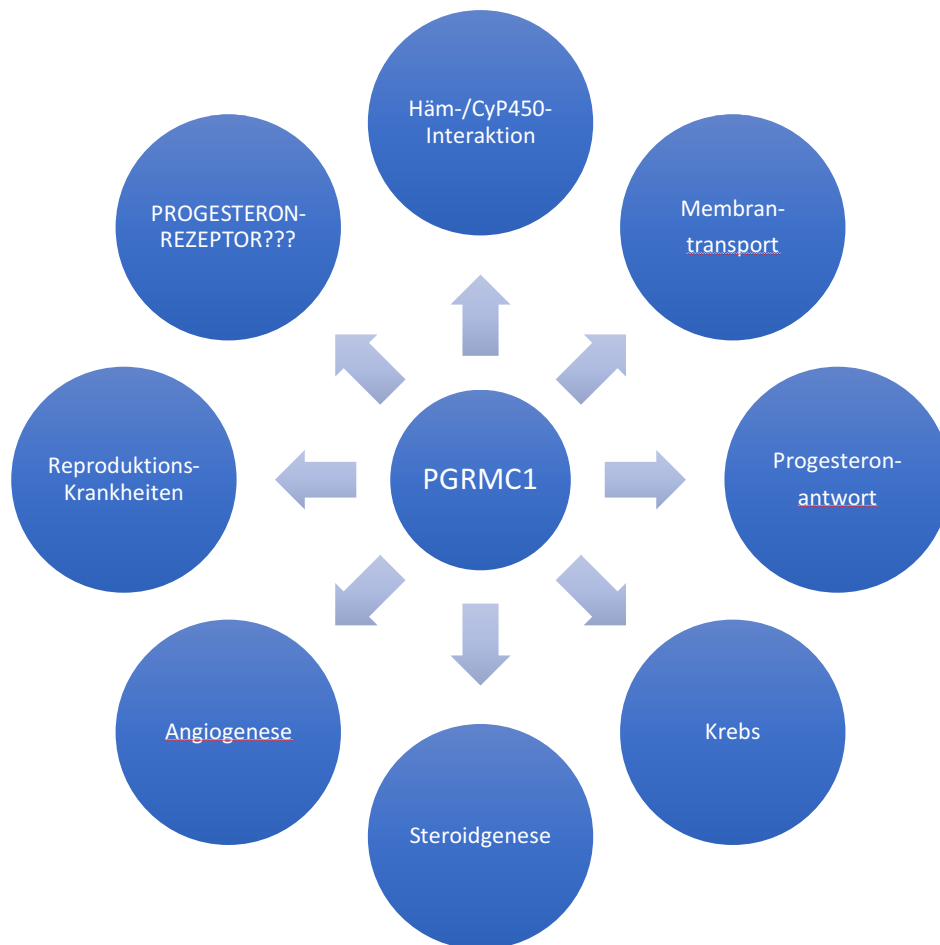 Häm-/CyP450-
Interaktion
PROGESTERON-
REZEPTOR???
Membran-
transport
Reproduktions-
Krankheiten
PGRMC1
Progesteron-
antwort
Angiogenese
Krebs
Steroidgenese